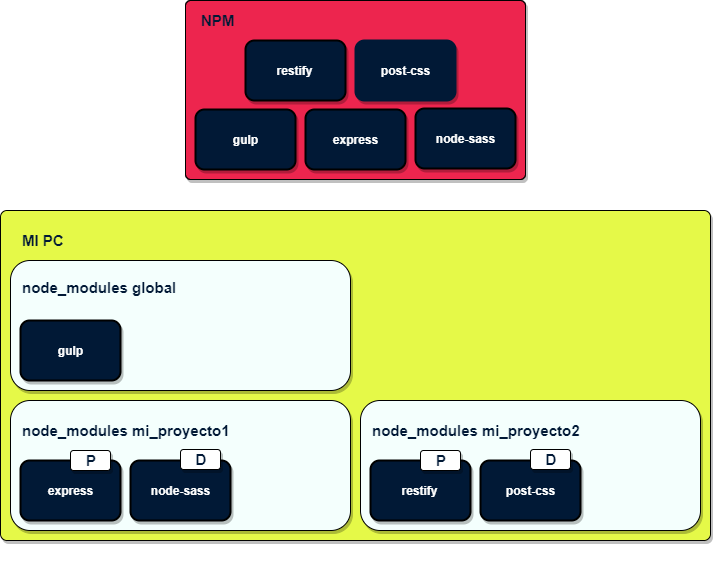 NPM
restify
post-css
gulp
express
node-sass
MI PC
node_modules global
gulp
node_modules mi_proyecto1
P
express
D
node-sass
node_modules mi_proyecto2
P
restify
D
post-css